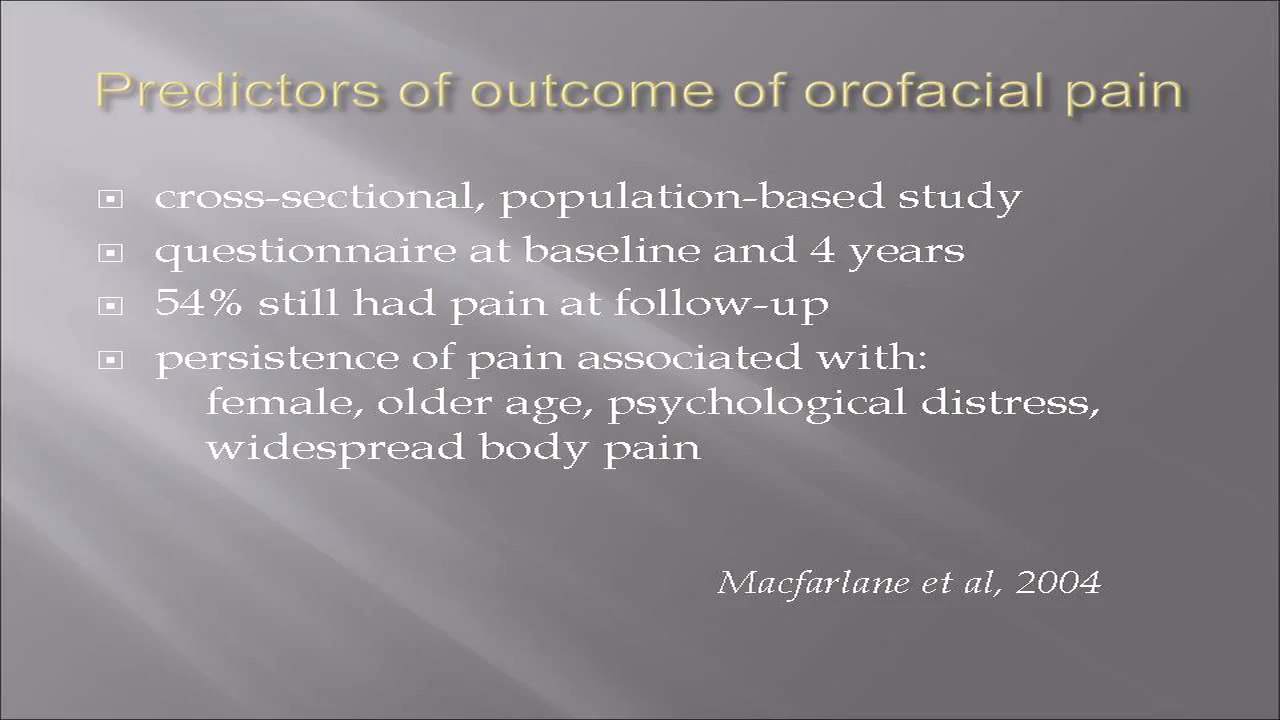 Predictors of outcome of orofacial pain
cross-sectional, population-based study
questionnaire at baseline and 4 years
54% still had pain at follow-up
persistence of pain associated with:
female, older age, psychological distress,
widespread body pain
Macfarlane et al, 2004